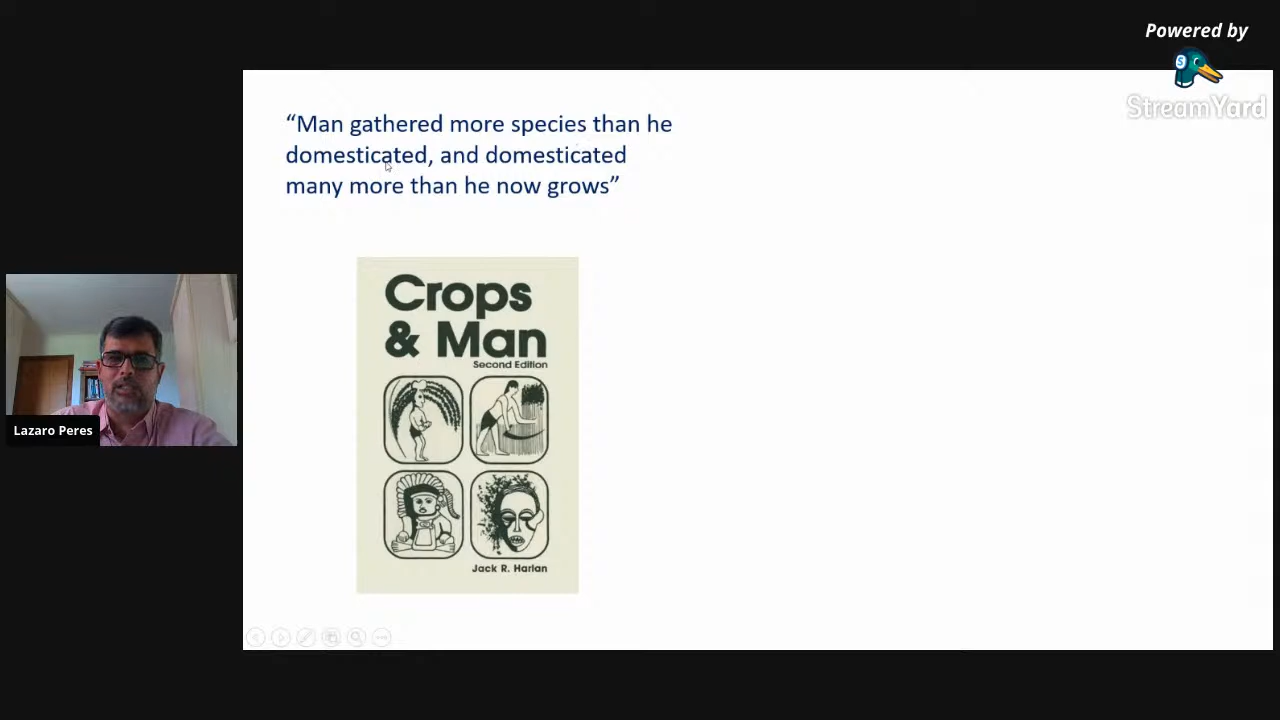 Powered by
StreamYard
“Man gathered more species than he
domesticated, and domesticated
many more than he now grows”
Crops
& Man
Second Edition
Jack R. Harlan
Lazaro Peres